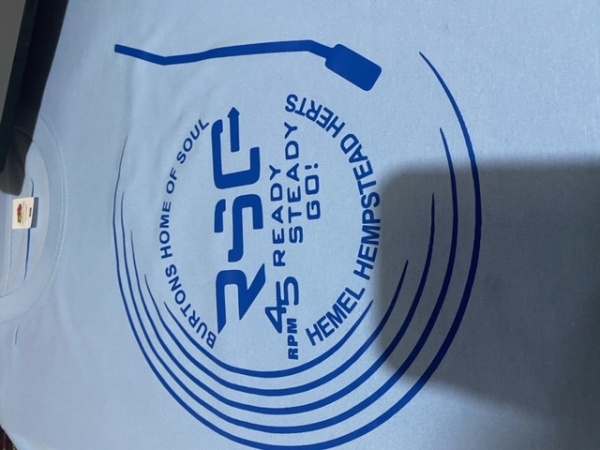 BURTONS HOME OF SOUL
RSG
45 READY
RPM STEADY
GO!
HEMEL HEMPSTEAD HERTS